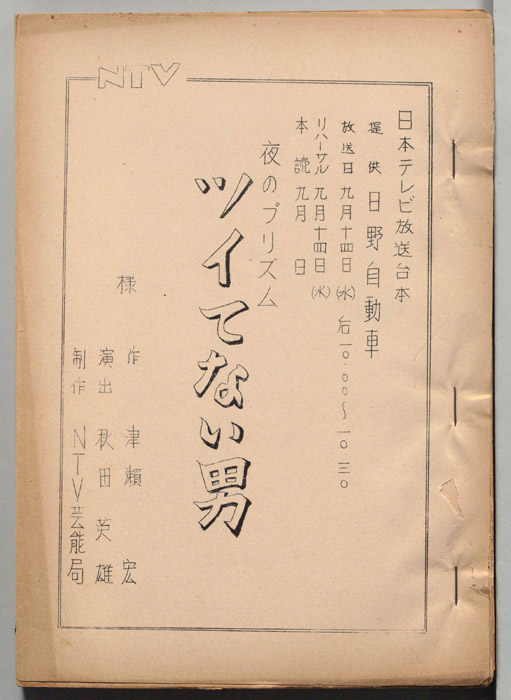 NTV
日本テレビ放送台本
提供 日野自動車
放送日 九月十四日(水) 后一〇.〇〇〜一〇.三〇
リハーサル 九月十四日(水)
本読 九月 日
夜のプリズム
ツイてない男
様
作 津瀬 宏
演出 秋田英雄
制作 NTV芸能局